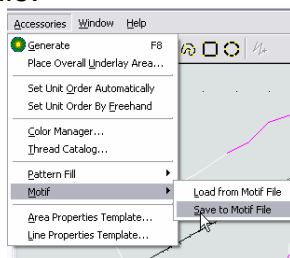 Accessories Window Help
Generate F8
Place Overall Underlay Area...
Set Unit Order Automatically
Set Unit Order By Freehand
Color Manager...
Thread Catalog...
Pattern Fill
Motif
Load from Motif File
Save to Motif File
Area Properties Template...
Line Properties Template...